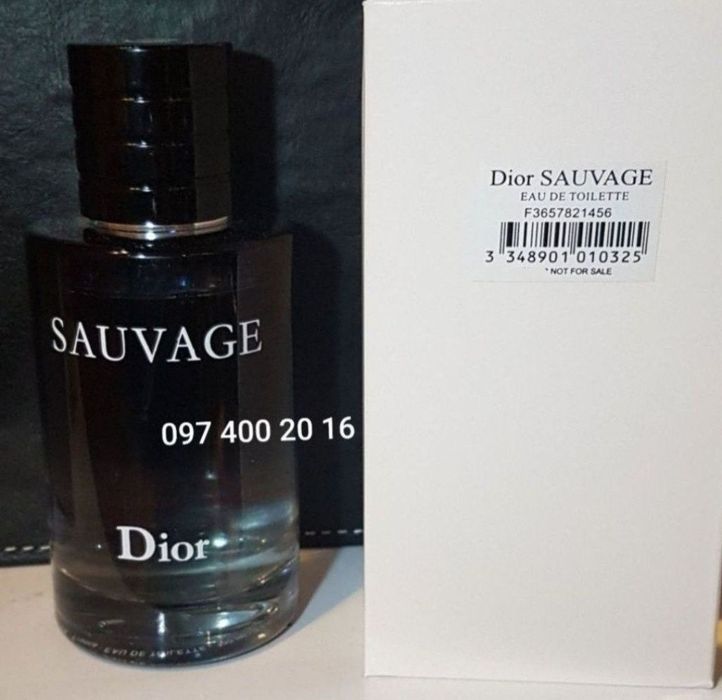 SAUVAGE
097 400 20 16
Dior
Dior SAUVAGE
EAU DE TOILETTE
F3657821456
3 348901 010325
* NOT FOR SALE